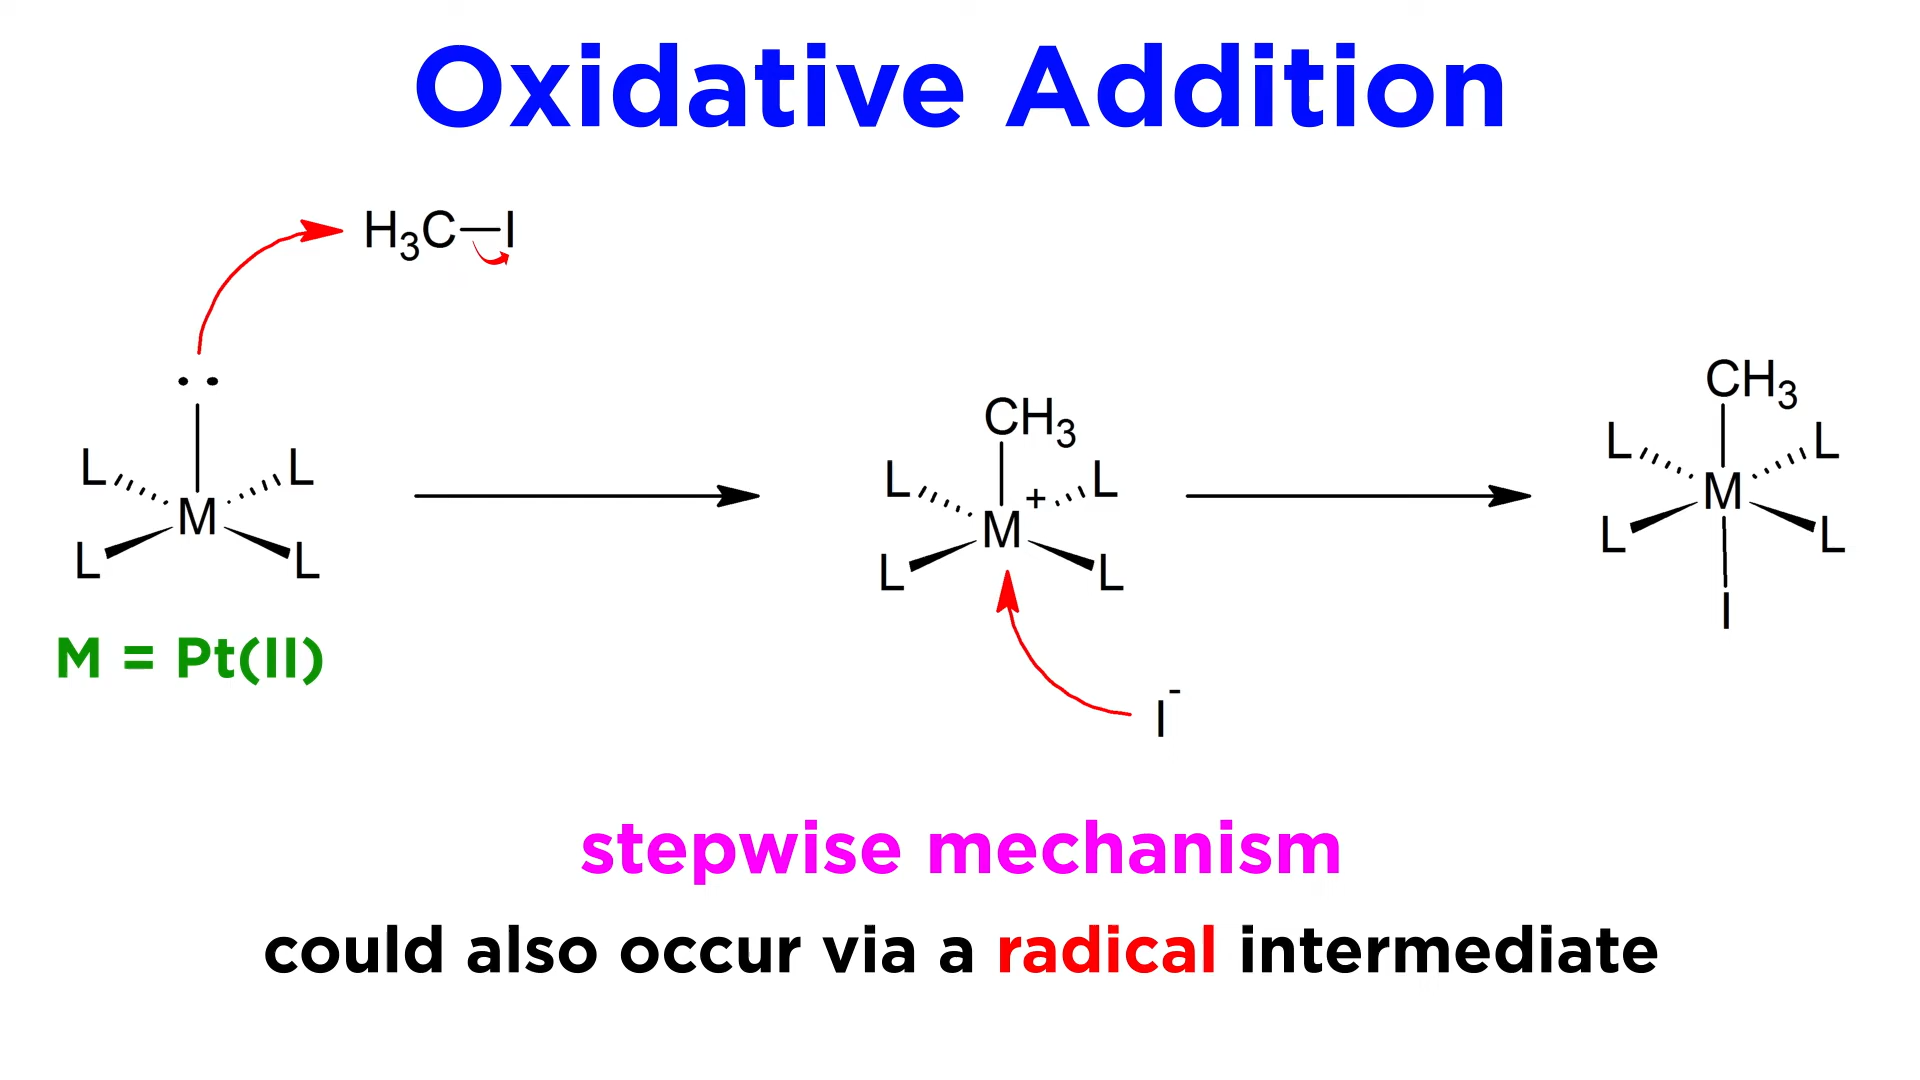 Oxidative Addition
H₃C–I
L L
M
L L
M = Pt(II)
CH₃
L L
M⁺
L L
I⁻
CH₃
L L
M
L L
I
stepwise mechanism
could also occur via a radical intermediate